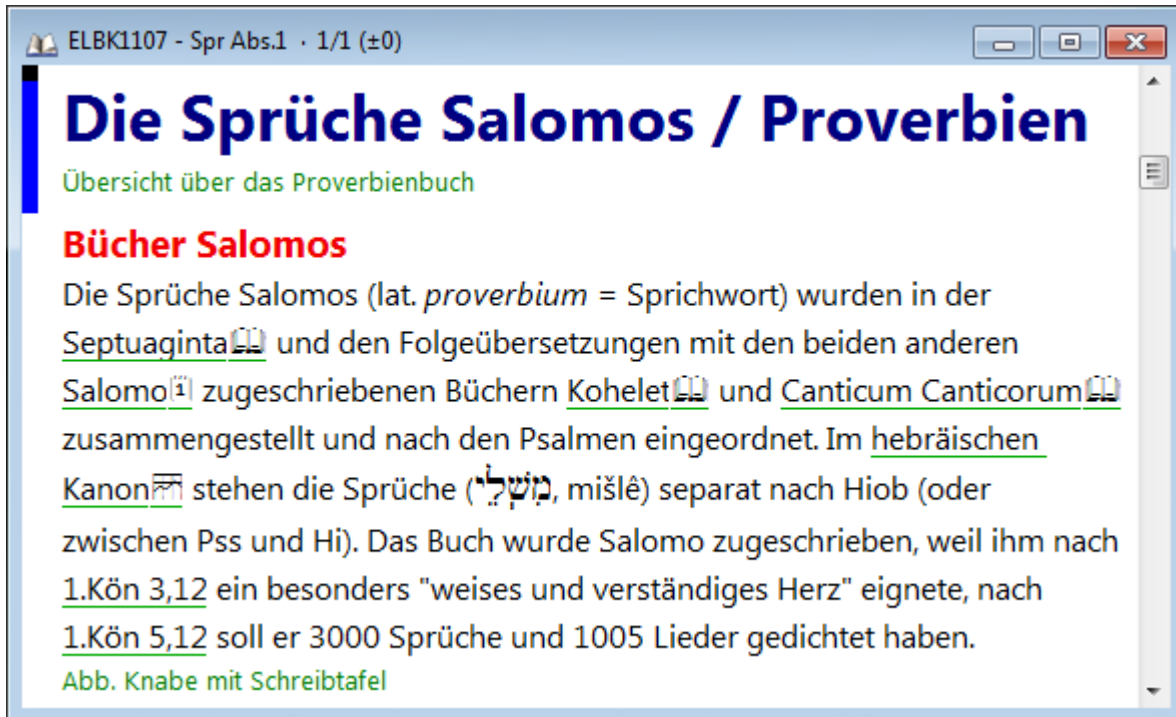 ELBK1107 - Spr Abs.1 · 1/1 (±0)
Die Sprüche Salomos / Proverbien
Übersicht über das Proverbienbuch
Bücher Salomos
Die Sprüche Salomos (lat. proverbium = Sprichwort) wurden in der
Septuaginta und den Folgeübersetzungen mit den beiden anderen
Salomo zugeschriebenen Büchern Kohelet und Canticum Canticorum
zusammengestellt und nach den Psalmen eingeordnet. Im hebräischen
Kanon stehen die Sprüche (מִשְׁלֵי, mišlê) separat nach Hiob (oder
zwischen Pss und Hi). Das Buch wurde Salomo zugeschrieben, weil ihm nach
1.Kön 3,12 ein besonders "weises und verständiges Herz" eignete, nach
1.Kön 5,12 soll er 3000 Sprüche und 1005 Lieder gedichtet haben.
Abb. Knabe mit Schreibtafel